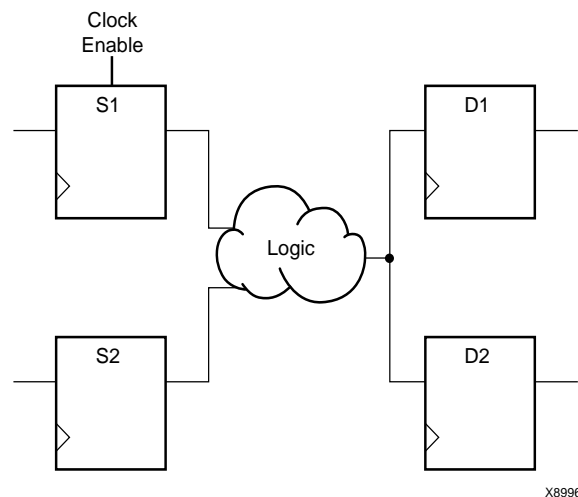 Clock
Enable
S1
D1
Logic
S2
D2
X8996